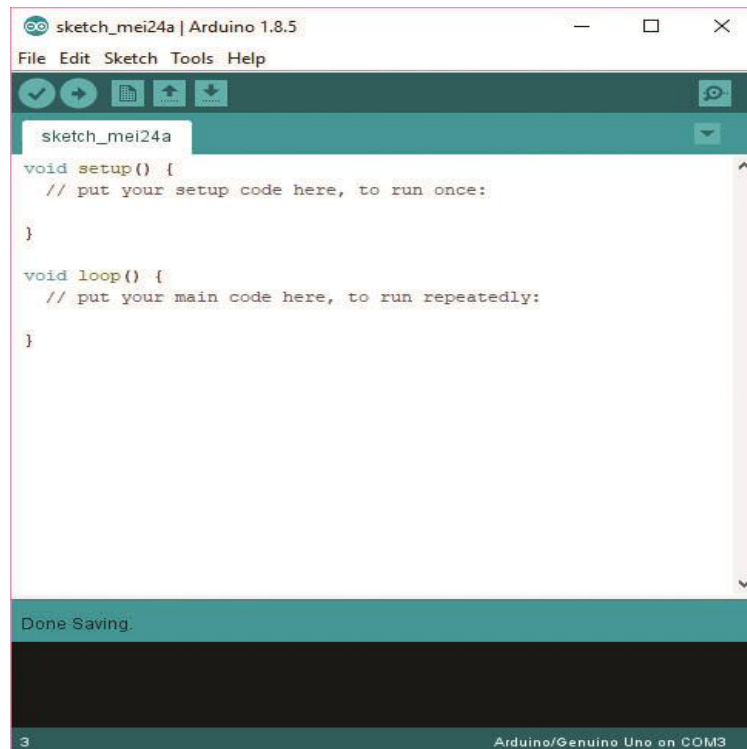 sketch_mei24a | Arduino 1.8.5
File Edit Sketch Tools Help
sketch_mei24a
void setup() {
  // put your setup code here, to run once:
}
void loop() {
  // put your main code here, to run repeatedly:
}
Done Saving.
3 Arduino/Genuino Uno on COM3